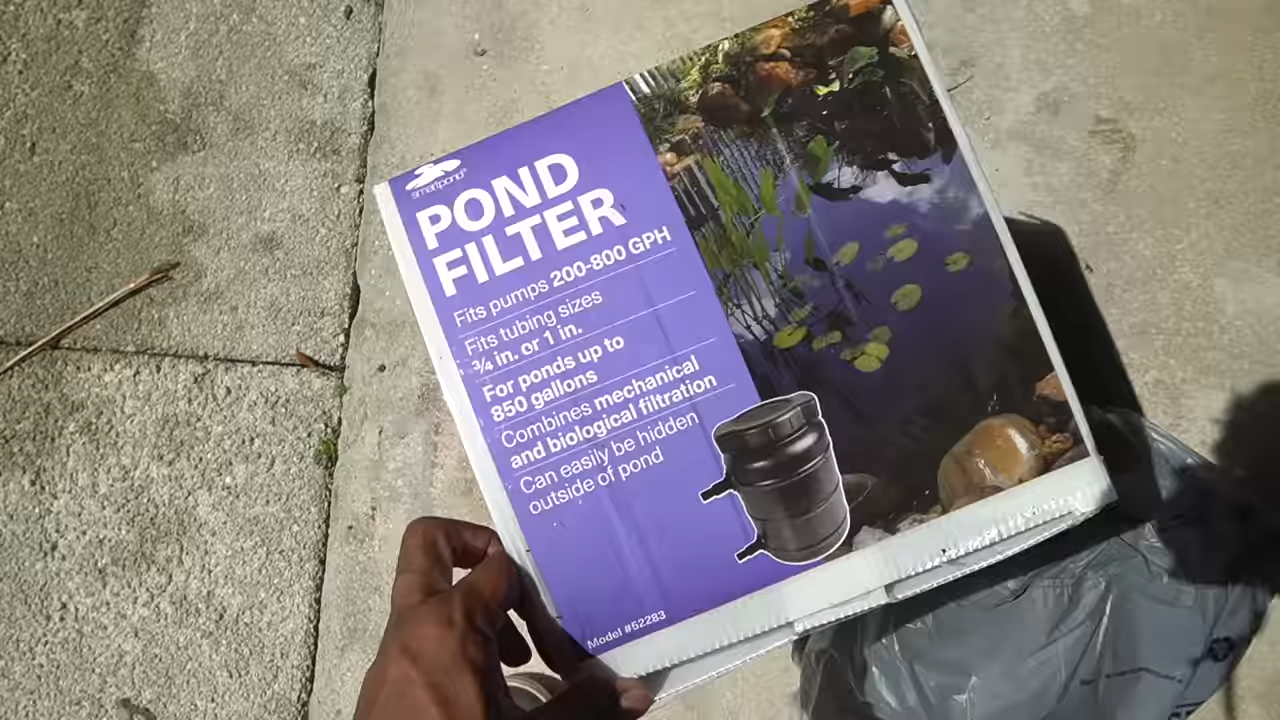 smartpond®
POND
FILTER
Fits pumps 200-800 GPH
Fits tubing sizes
¾ in. or 1 in.
For ponds up to
850 gallons
Combines mechanical
and biological filtration
Can easily be hidden
outside of pond
Model #52283